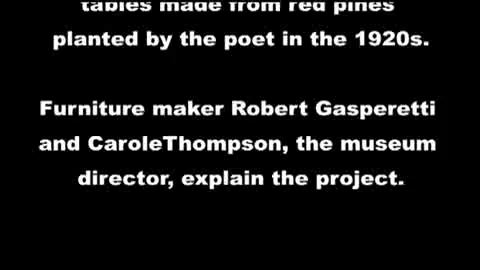 tables made from red pines
planted by the poet in the 1920s.
Furniture maker Robert Gasperetti
and CaroleThompson, the museum
director, explain the project.